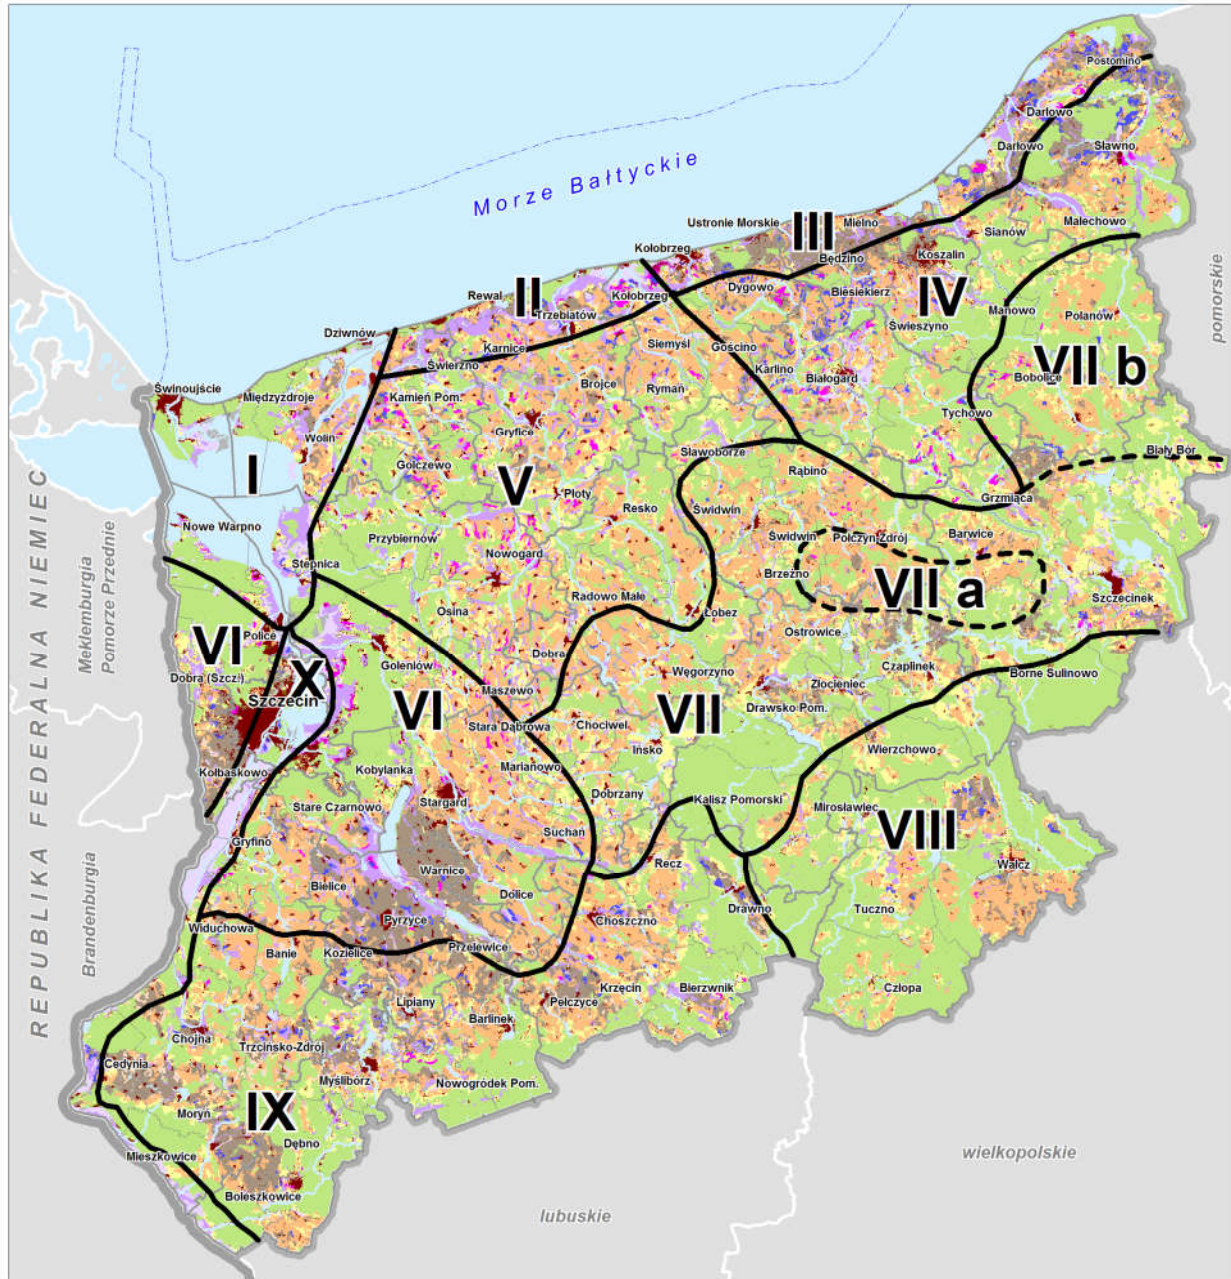 Postomino
Darłowo
Darłowo
Sławno
Morze Bałtyckie
Malechowo
Ustronie Morskie
Mielno
III
Sianów
Kołobrzeg
Będzino
Koszalin
pomorskie
Rewal
II
Kołobrzeg
Dygowo
Biesiekierz
IV
Manowo
Polanów
Trzebiatów
Dziwnów
Karnice
Siemyśl
Gościno
Świeszyno
Świerzno
Karlino
VII b
Świnoujście
Międzyzdroje
Kamień Pom.
Brojce
Rymań
Białogard
Bobolice
Wolin
Gryfice
Tychowo
Sławoborze
Biały Bór
I
Golczewo
V
Rąbino
Płoty
Grzmiąca
Nowe Warpno
Resko
Świdwin
Przybiernów
Świdwin
Połczyn-Zdrój
Barwice
Stepnica
Nowogard
Brzeżno
VII a
Radowo Małe
Szczecinek
Osina
Łobez
Police
VI
Ostrowice
Dobra (Szcz.)
X
Goleniów
Dobra
Węgorzyno
Czaplinek
Borne Sulinowo
Szczecin
Maszewo
Złocieniec
VI
Stara Dąbrowa
Chociwel
VII
Drawsko Pom.
Ińsko
Wierzchowo
Kołbaskowo
Kobylanka
Marianowo
Stargard
Dobrzany
Kalisz Pomorski
Stare Czarnowo
Mirosławiec
VIII
Gryfino
Suchań
Recz
Warnice
Wałcz
Bielice
Dolice
Drawno
Tuczno
Pyrzyce
Choszczno
Widuchowa
Przelewice
Banie
Kozielice
Krzęcin
Bierzwnik
Człopa
Lipiany
Pełczyce
Barlinek
Chojna
Trzcińsko-Zdrój
Cedynia
Myślibórz
Nowogródek Pom.
Moryń
IX
Dębno
Mieszkowice
Boleszkowice
wielkopolskie
lubuskie
REPUBLIKA FEDERALNA NIEMIEC
Meklemburgia
Pomorze Przednie
Brandenburgia